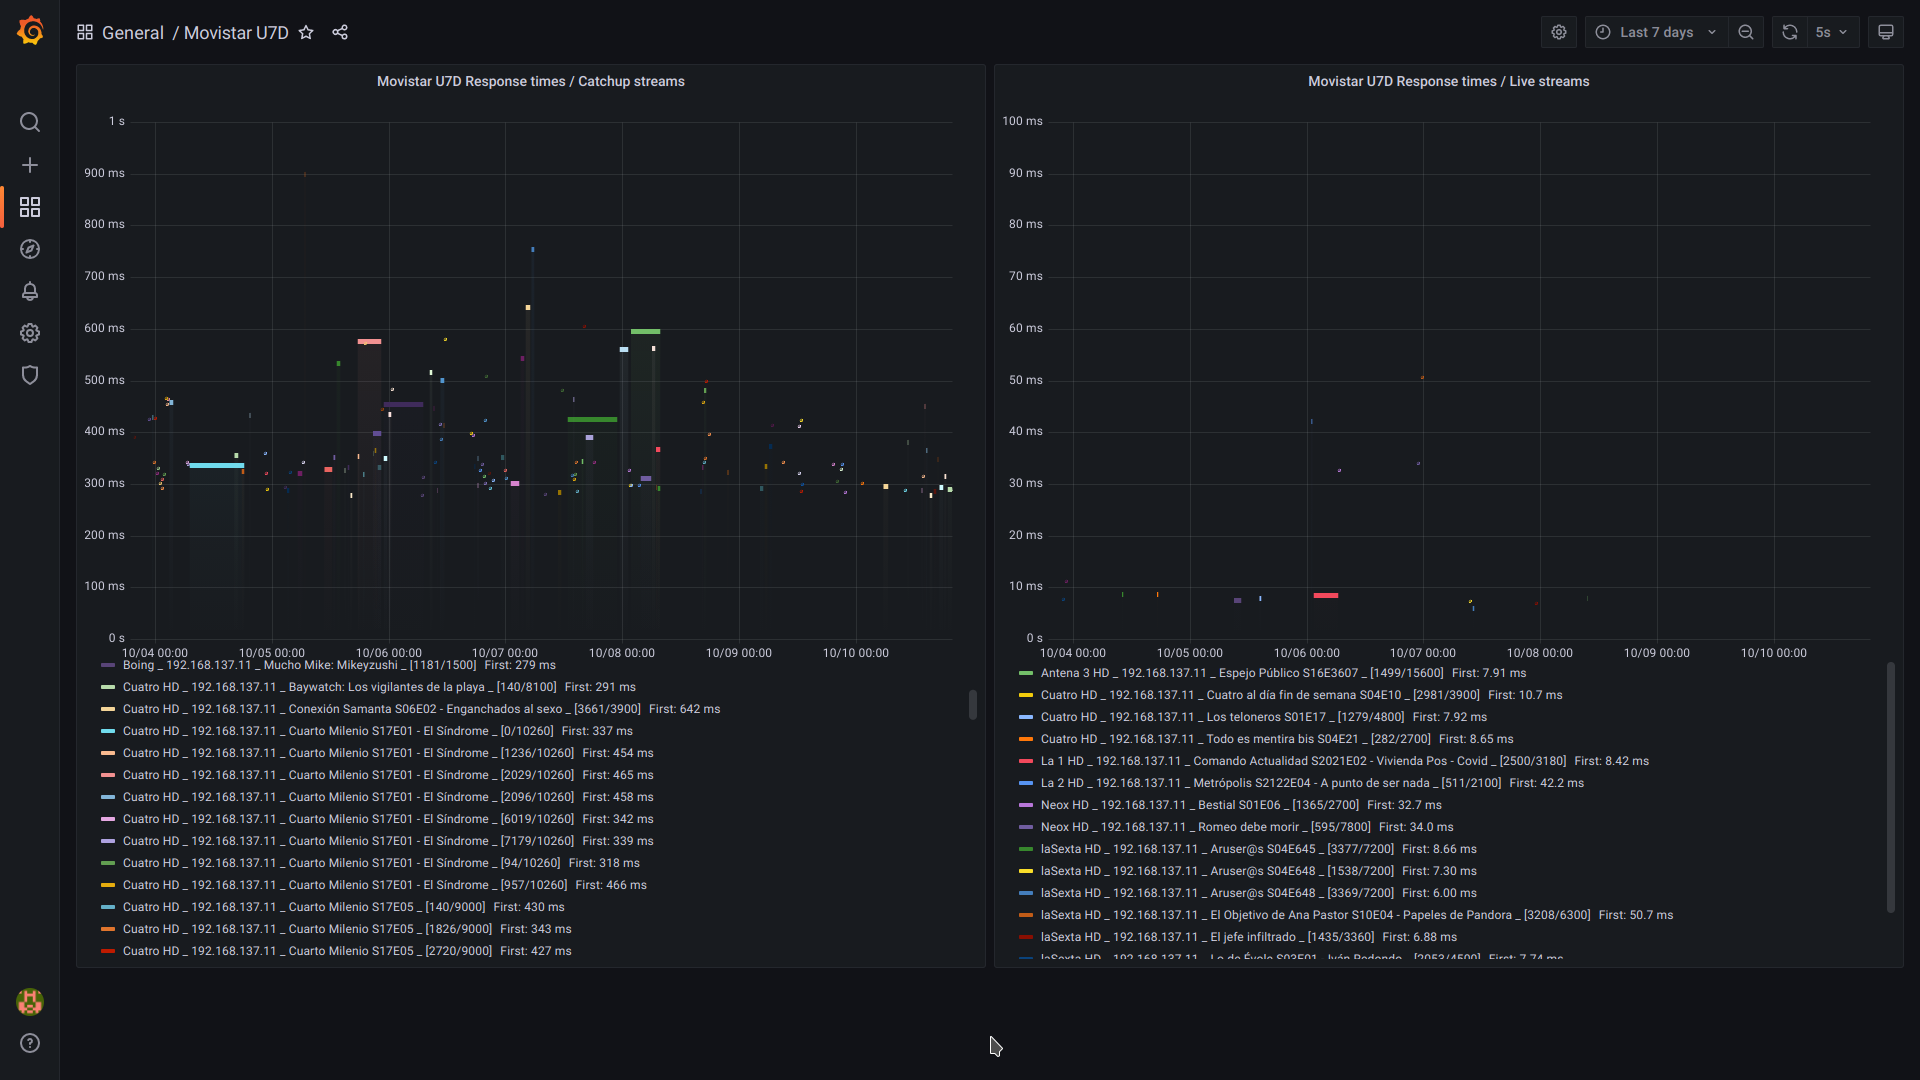 General / Movistar U7D
Last 7 days
5s
Movistar U7D Response times / Catchup streams
1 s
900 ms
800 ms
700 ms
600 ms
500 ms
400 ms
300 ms
200 ms
100 ms
0 s
10/04 00:00 10/05 00:00 10/06 00:00 10/07 00:00 10/08 00:00 10/09 00:00 10/10 00:00
Boing _ 192.168.137.11 _ Mucho Mike: Mikeyzushi _ [1181/1500] First: 279 ms
Cuatro HD _ 192.168.137.11 _ Baywatch: Los vigilantes de la playa _ [140/8100] First: 291 ms
Cuatro HD _ 192.168.137.11 _ Conexión Samanta S06E02 - Enganchados al sexo _ [3661/3900] First: 642 ms
Cuatro HD _ 192.168.137.11 _ Cuarto Milenio S17E01 - El Síndrome _ [0/10260] First: 337 ms
Cuatro HD _ 192.168.137.11 _ Cuarto Milenio S17E01 - El Síndrome _ [1236/10260] First: 454 ms
Cuatro HD _ 192.168.137.11 _ Cuarto Milenio S17E01 - El Síndrome _ [2029/10260] First: 465 ms
Cuatro HD _ 192.168.137.11 _ Cuarto Milenio S17E01 - El Síndrome _ [2096/10260] First: 458 ms
Cuatro HD _ 192.168.137.11 _ Cuarto Milenio S17E01 - El Síndrome _ [6019/10260] First: 342 ms
Cuatro HD _ 192.168.137.11 _ Cuarto Milenio S17E01 - El Síndrome _ [7179/10260] First: 339 ms
Cuatro HD _ 192.168.137.11 _ Cuarto Milenio S17E01 - El Síndrome _ [94/10260] First: 318 ms
Cuatro HD _ 192.168.137.11 _ Cuarto Milenio S17E01 - El Síndrome _ [957/10260] First: 466 ms
Cuatro HD _ 192.168.137.11 _ Cuarto Milenio S17E05 _ [140/9000] First: 430 ms
Cuatro HD _ 192.168.137.11 _ Cuarto Milenio S17E05 _ [1826/9000] First: 343 ms
Cuatro HD _ 192.168.137.11 _ Cuarto Milenio S17E05 _ [2720/9000] First: 427 ms
Movistar U7D Response times / Live streams
100 ms
90 ms
80 ms
70 ms
60 ms
50 ms
40 ms
30 ms
20 ms
10 ms
0 s
10/04 00:00 10/05 00:00 10/06 00:00 10/07 00:00 10/08 00:00 10/09 00:00 10/10 00:00
Antena 3 HD _ 192.168.137.11 _ Espejo Público S16E3607 _ [1499/15600] First: 7.91 ms
Cuatro HD _ 192.168.137.11 _ Cuatro al día fin de semana S04E10 _ [2981/3900] First: 10.7 ms
Cuatro HD _ 192.168.137.11 _ Los teloneros S01E17 _ [1279/4800] First: 7.92 ms
Cuatro HD _ 192.168.137.11 _ Todo es mentira bis S04E21 _ [282/2700] First: 8.65 ms
La 1 HD _ 192.168.137.11 _ Comando Actualidad S2021E02 - Vivienda Pos - Covid _ [2500/3180] First: 8.42 ms
La 2 HD _ 192.168.137.11 _ Metrópolis S2122E04 - A punto de ser nada _ [511/2100] First: 42.2 ms
Neox HD _ 192.168.137.11 _ Bestial S01E06 _ [1365/2700] First: 32.7 ms
Neox HD _ 192.168.137.11 _ Romeo debe morir _ [595/7800] First: 34.0 ms
laSexta HD _ 192.168.137.11 _ Aruser@s S04E645 _ [3377/7200] First: 8.66 ms
laSexta HD _ 192.168.137.11 _ Aruser@s S04E648 _ [1538/7200] First: 7.30 ms
laSexta HD _ 192.168.137.11 _ Aruser@s S04E648 _ [3369/7200] First: 6.00 ms
laSexta HD _ 192.168.137.11 _ El Objetivo de Ana Pastor S10E04 - Papeles de Pandora _ [3208/6300] First: 50.7 ms
laSexta HD _ 192.168.137.11 _ El jefe infiltrado _ [1435/3360] First: 6.88 ms
laSexta HD _ 192.168.137.11 _ Lo de Évole S03E01 - Iván Redondo _ [2053/4500] First: 7.74 ms